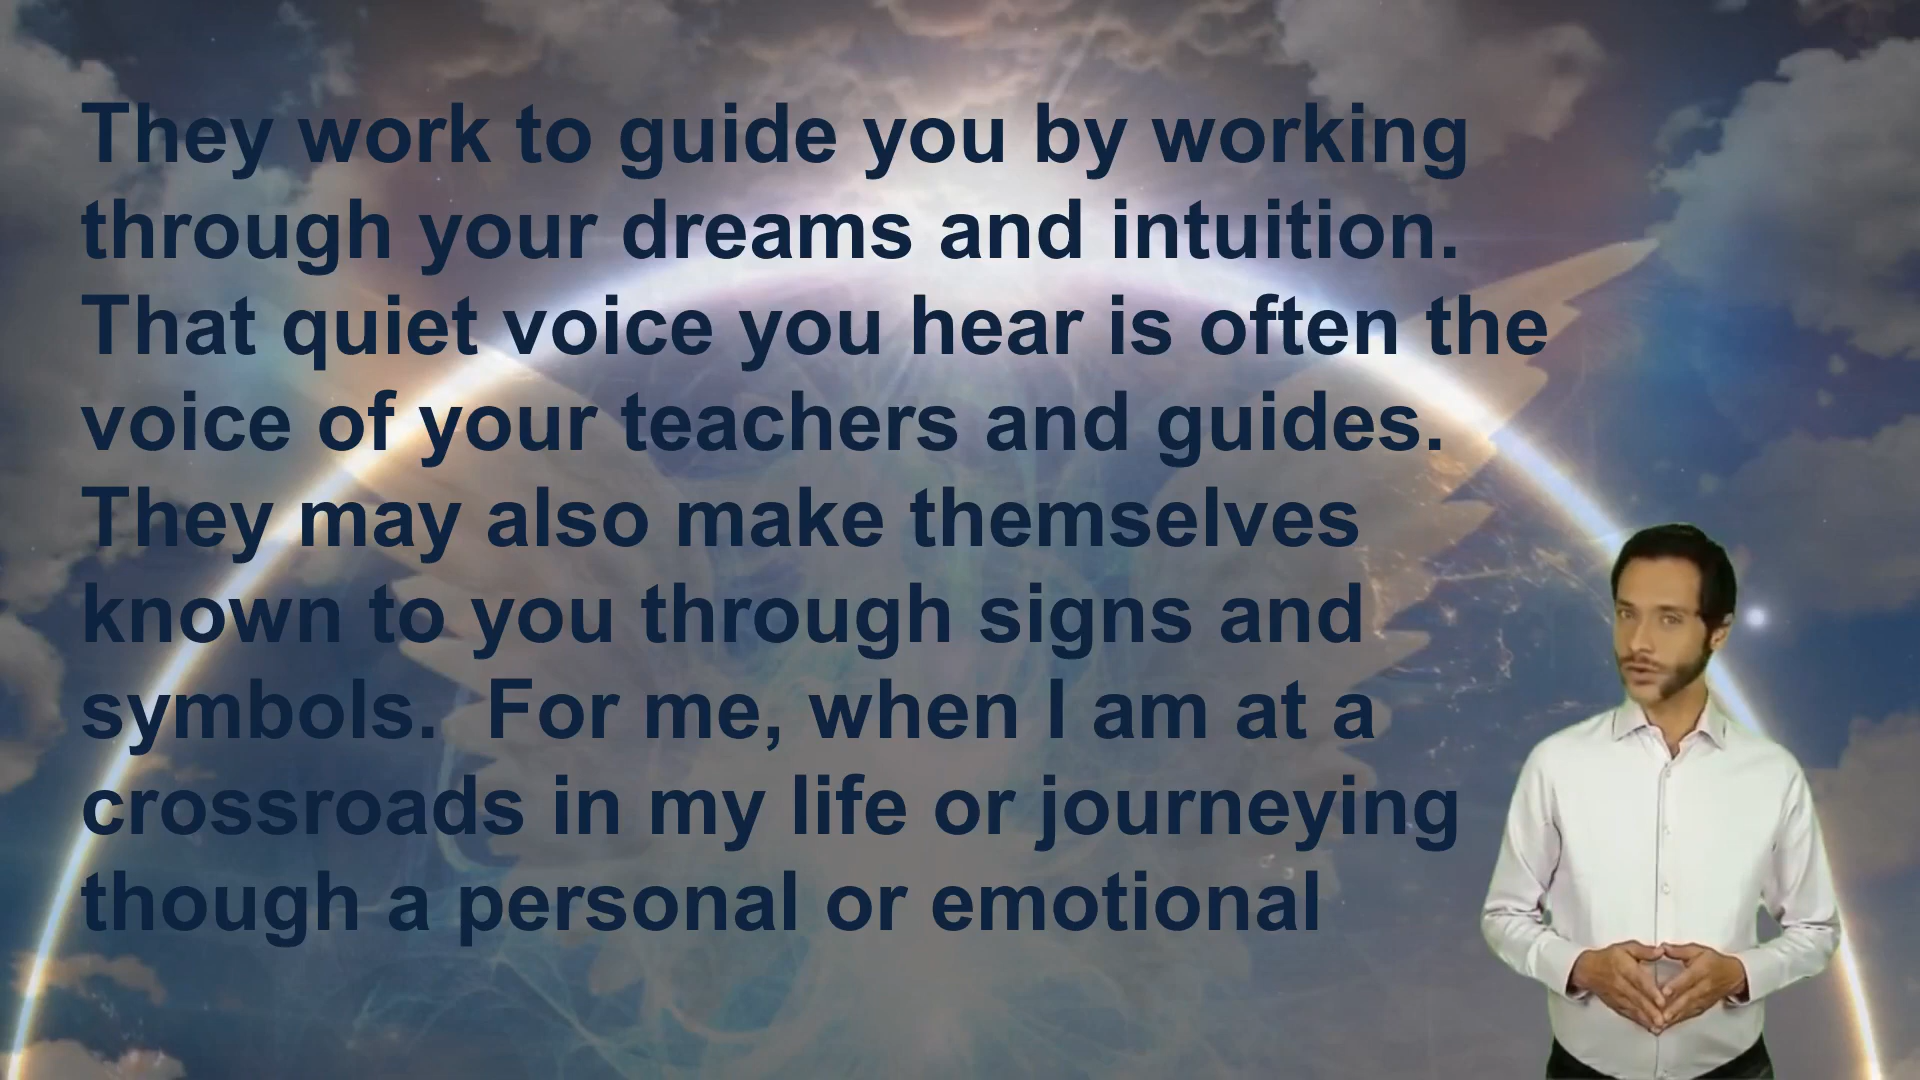 They work to guide you by working
through your dreams and intuition.
That quiet voice you hear is often the
voice of your teachers and guides.
They may also make themselves
known to you through signs and
symbols.  For me, when I am at a
crossroads in my life or journeying
though a personal or emotional